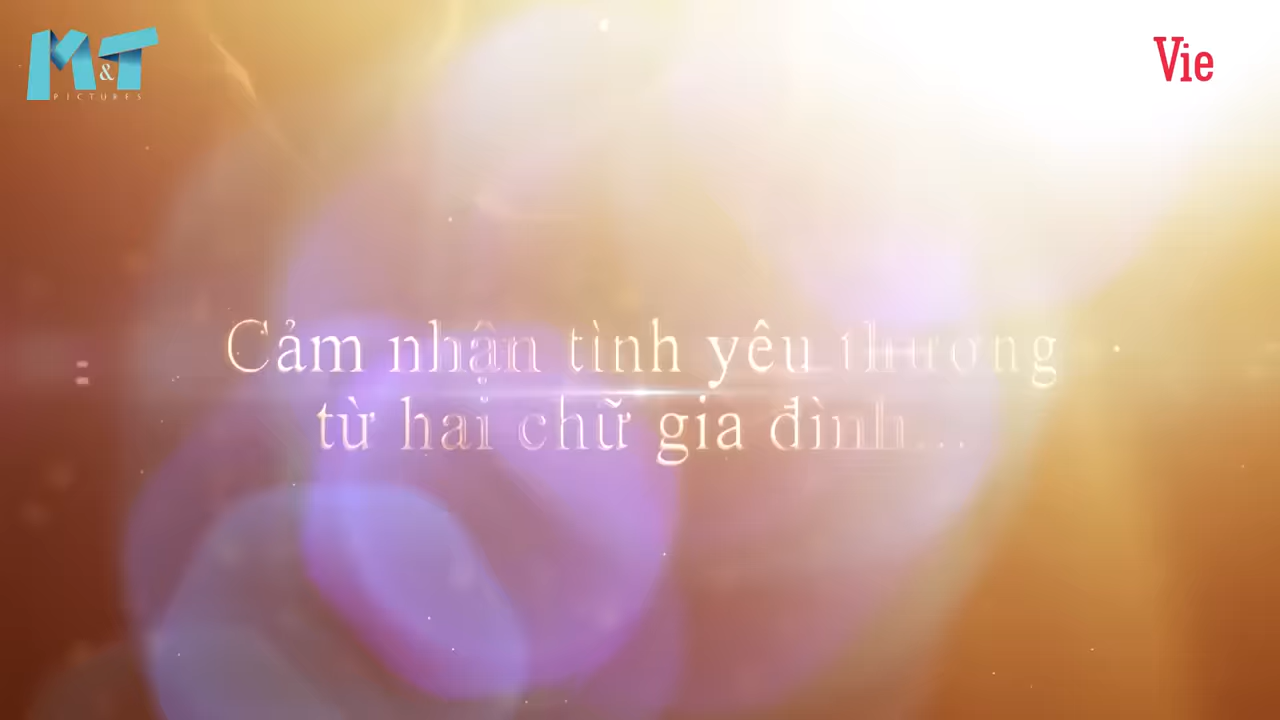 M&T
PICTURES
Vie
Cảm nhận tình yêu thương
từ hai chữ gia đình...